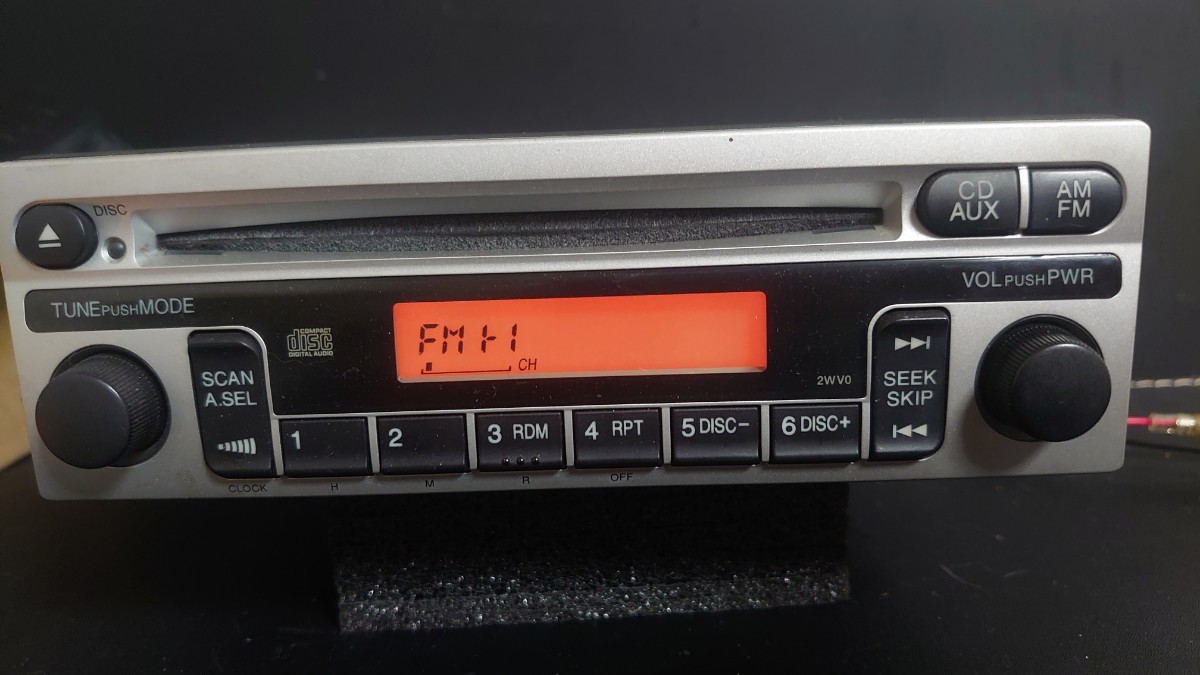 DISC
CD
AUX
AM
FM
TUNE PUSH MODE
VOL PUSH PWR
COMPACT
disc
DIGITAL AUDIO
CH
2WV0
SCAN
A.SEL
SEEK
SKIP
1
2
3 RDM
4 RPT
5 DISC-
6 DISC+
CLOCK
H
M
R
OFF